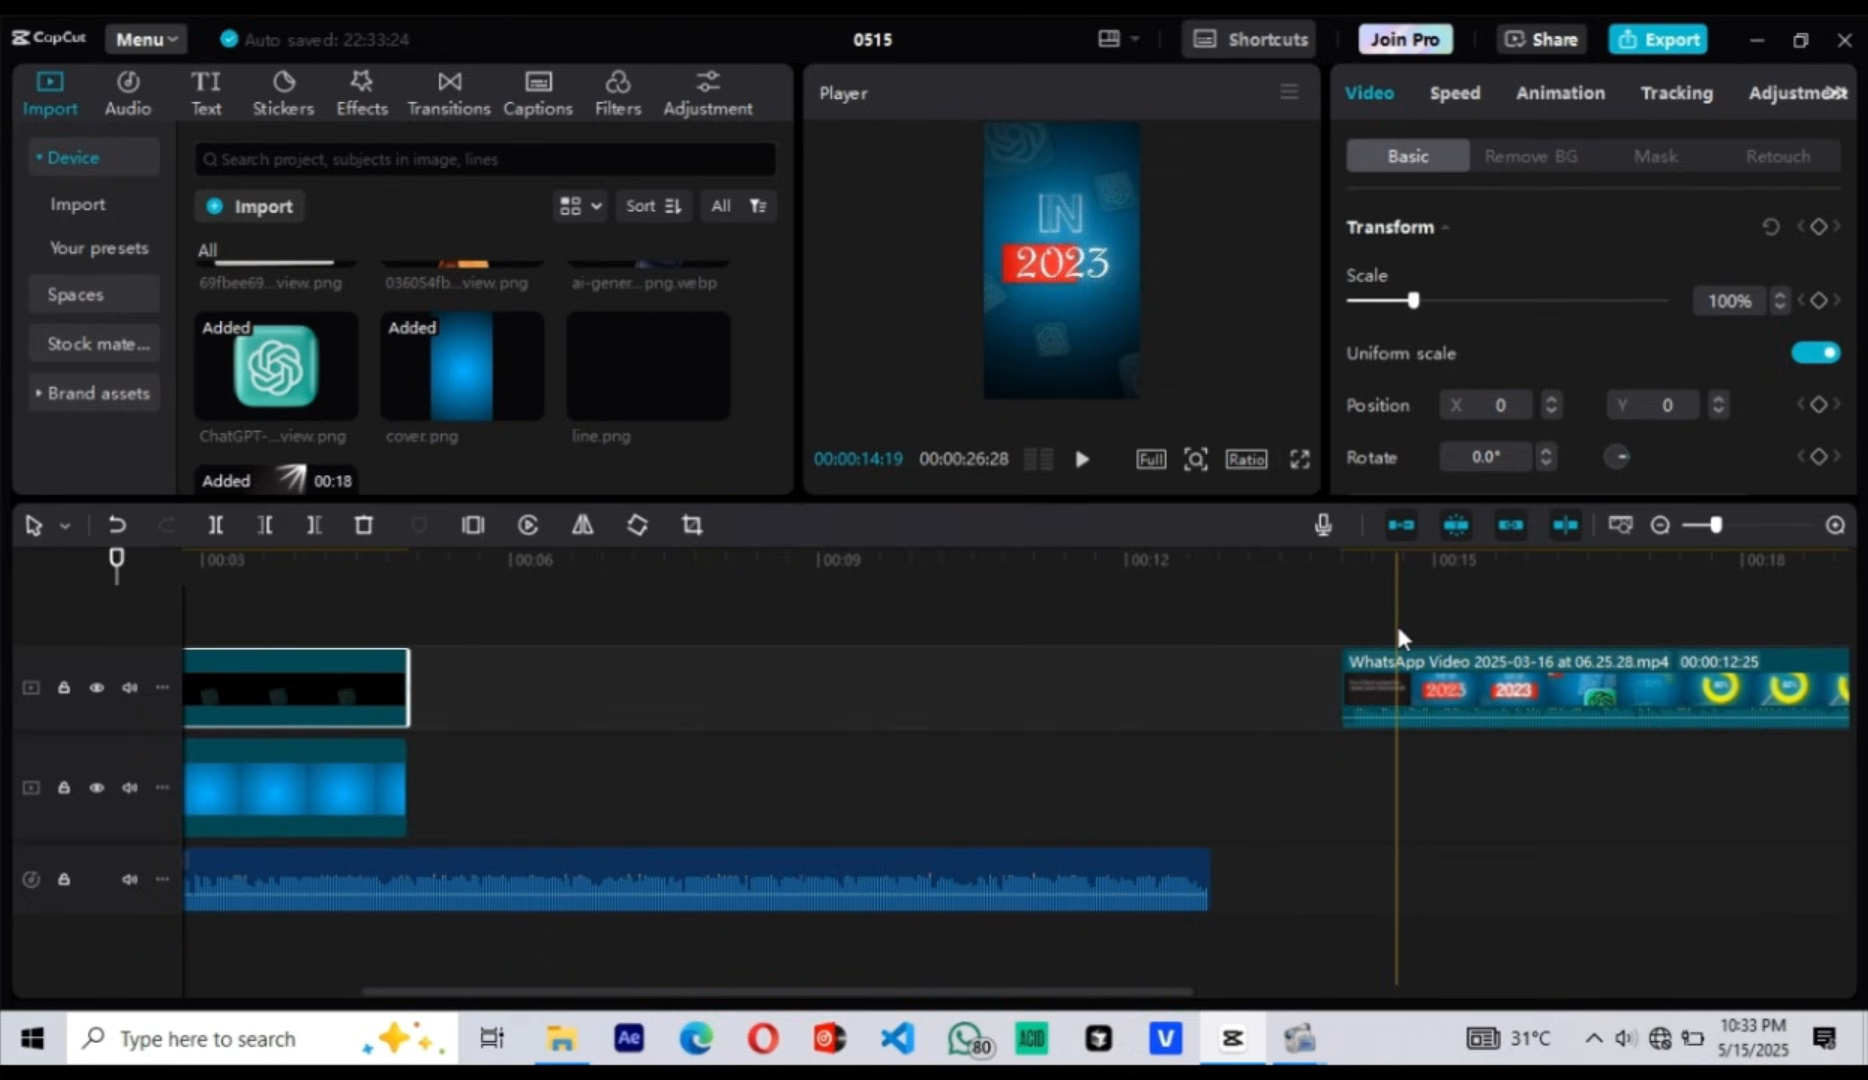 CapCut
Menu
Auto saved: 22:33:24
0515
Shortcuts
Join Pro
Share
Export
Import
Audio
TI
Text
Stickers
Effects
Transitions
Captions
Filters
Adjustment
Player
Video
Speed
Animation
Tracking
Adjustment
Device
Import
Your presets
Spaces
Stock mate...
Brand assets
Search project, subjects in image, lines
Import
Sort
All
All
69fbee69...view.png
036054fb...view.png
ai-gener...png.webp
Added
Added
ChatGPT-...view.png
cover.png
line.png
Added
00:18
IN
2023
00:00:14:19
00:00:26:28
Full
Ratio
Basic
Remove BG
Mask
Retouch
Transform
Scale
100%
Uniform scale
Position
X 0
Y 0
Rotate
0.0°
00:03
00:06
00:09
00:12
00:15
00:18
WhatsApp Video 2025-03-16 at 06.25.28.mp4 00:00:12:25
2023
2023
Type here to search
Ae
80
ACID
V
31°C
10:33 PM
5/15/2025